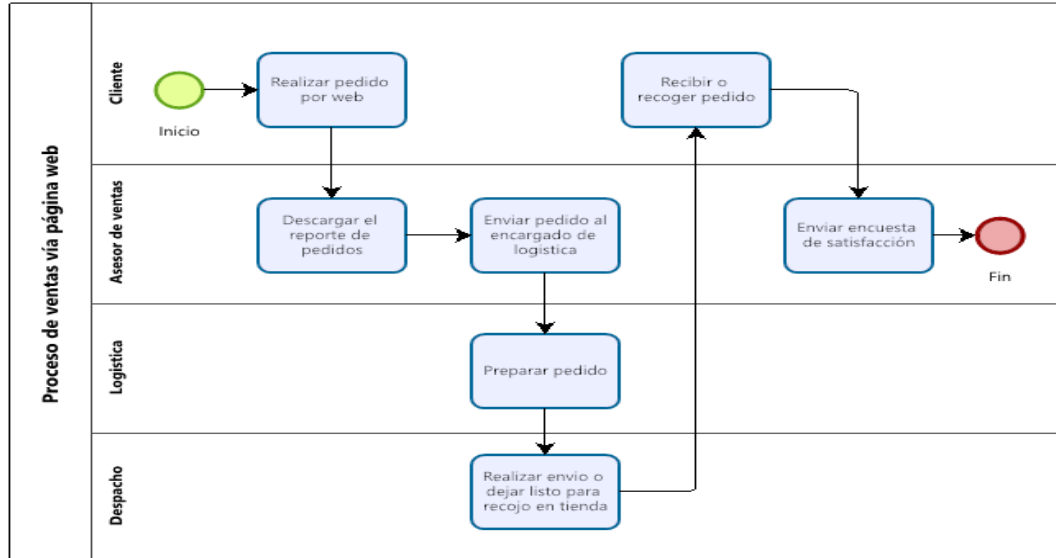 Proceso de ventas vía página web
Cliente
Inicio
Realizar pedido
por web
Recibir o
recoger pedido
Asesor de ventas
Descargar el
reporte de
pedidos
Enviar pedido al
encargado de
logistica
Enviar encuesta
de satisfacción
Fin
Logística
Preparar pedido
Despacho
Realizar envio o
dejar listo para
recojo en tienda